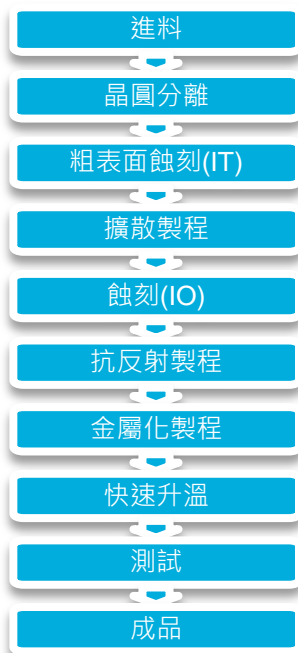 進料
晶圓分離
粗表面蝕刻(IT)
擴散製程
蝕刻(IO)
抗反射製程
金屬化製程
快速升溫
測試
成品